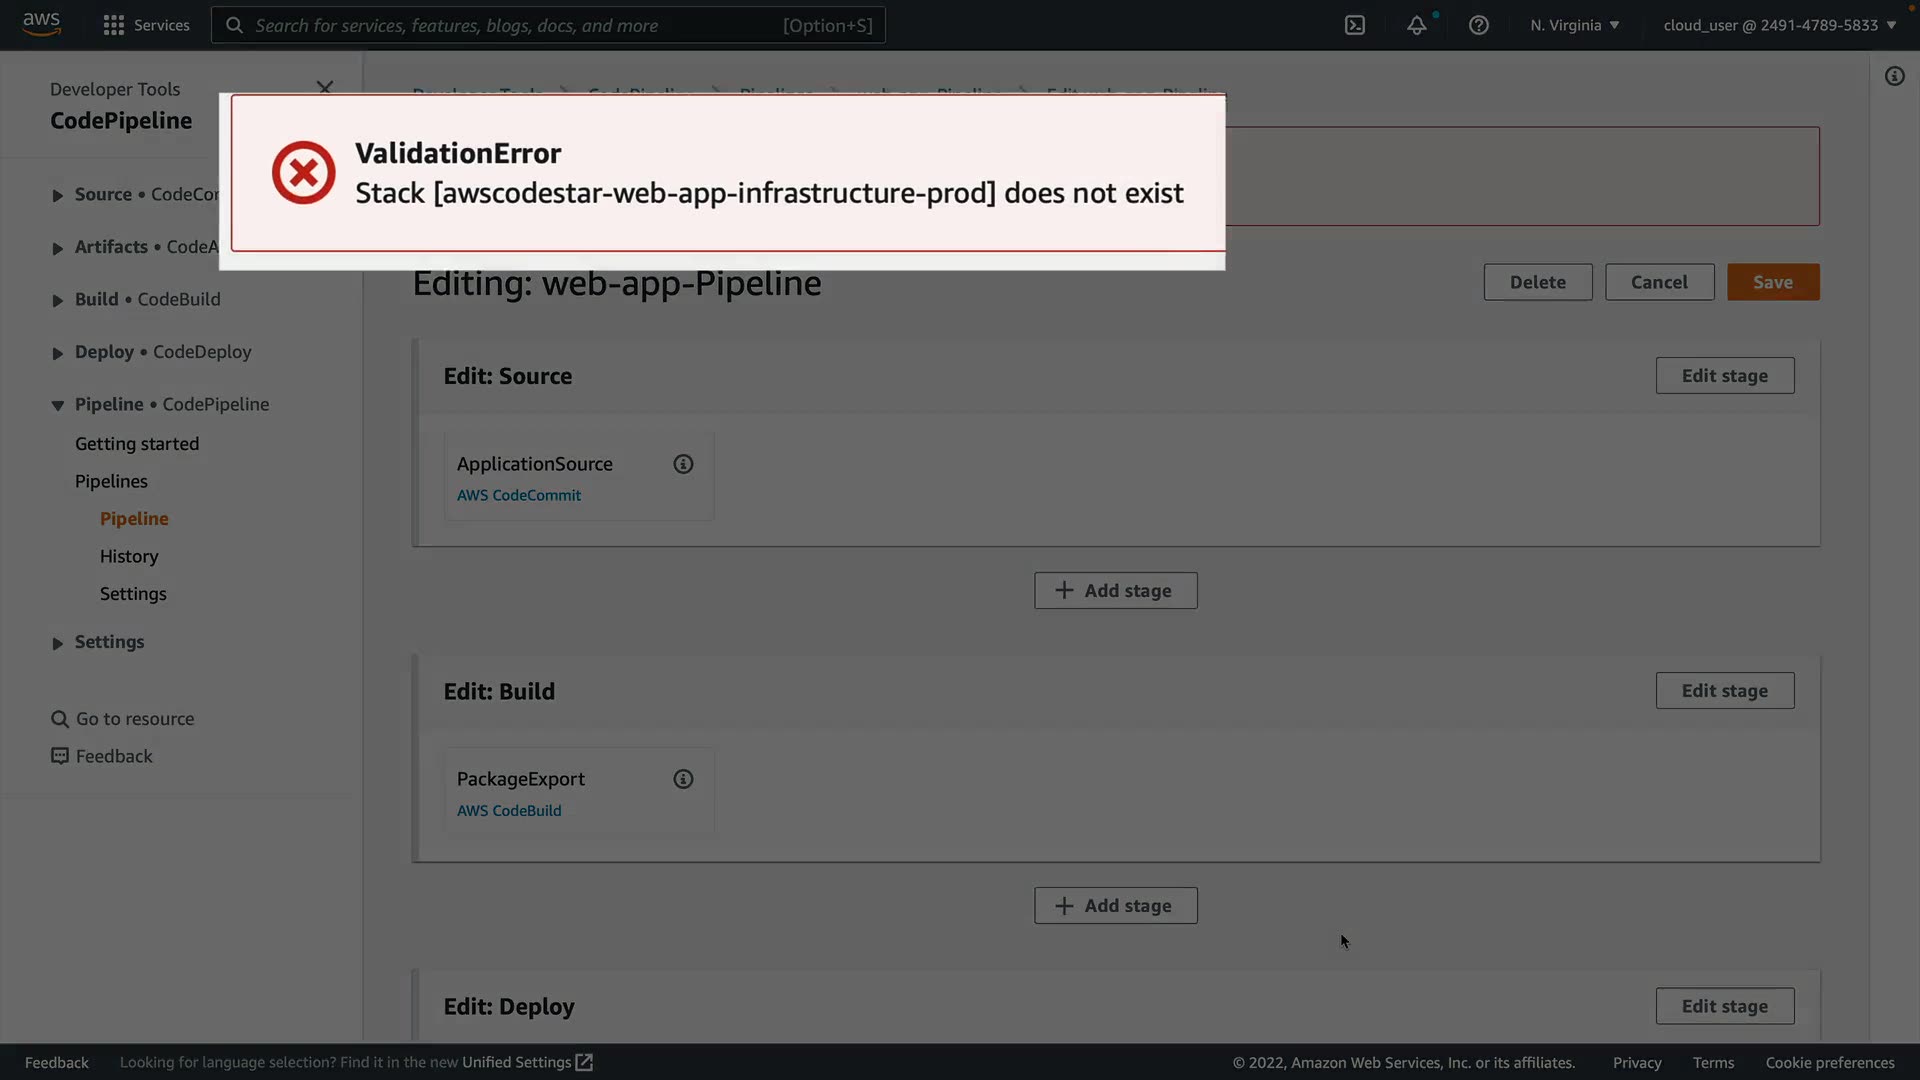 aws
Services
Search for services, features, blogs, docs, and more
[Option+S]
N. Virginia
cloud_user @ 2491-4789-5833
Developer Tools
CodePipeline
ValidationError
Stack [awscodestar-web-app-infrastructure-prod] does not exist
Source • CodeCo
Artifacts • CodeA
Build • CodeBuild
Deploy • CodeDeploy
Pipeline • CodePipeline
Getting started
Pipelines
Pipeline
History
Settings
Settings
Go to resource
Feedback
Editing: web-app-Pipeline
Delete
Cancel
Save
Edit: Source
Edit stage
ApplicationSource
AWS CodeCommit
Add stage
Edit: Build
Edit stage
PackageExport
AWS CodeBuild
Add stage
Edit: Deploy
Edit stage
Feedback
Looking for language selection? Find it in the new Unified Settings
© 2022, Amazon Web Services, Inc. or its affiliates.
Privacy
Terms
Cookie preferences